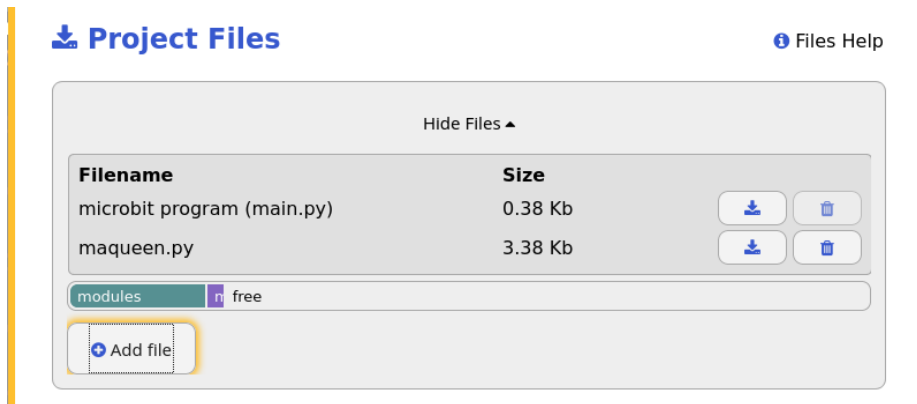 Project Files
Files Help
Hide Files
Filename Size
microbit program (main.py) 0.38 Kb
maqueen.py 3.38 Kb
modules m free
Add file